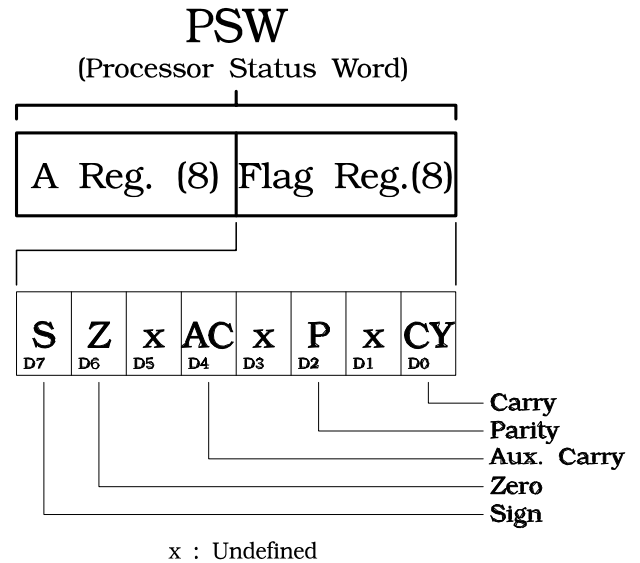 PSW
(Processor Status Word)
A Reg. (8) Flag Reg.(8)
S Z x AC x P x CY
D7 D6 D5 D4 D3 D2 D1 D0
Carry
Parity
Aux. Carry
Zero
Sign
x : Undefined